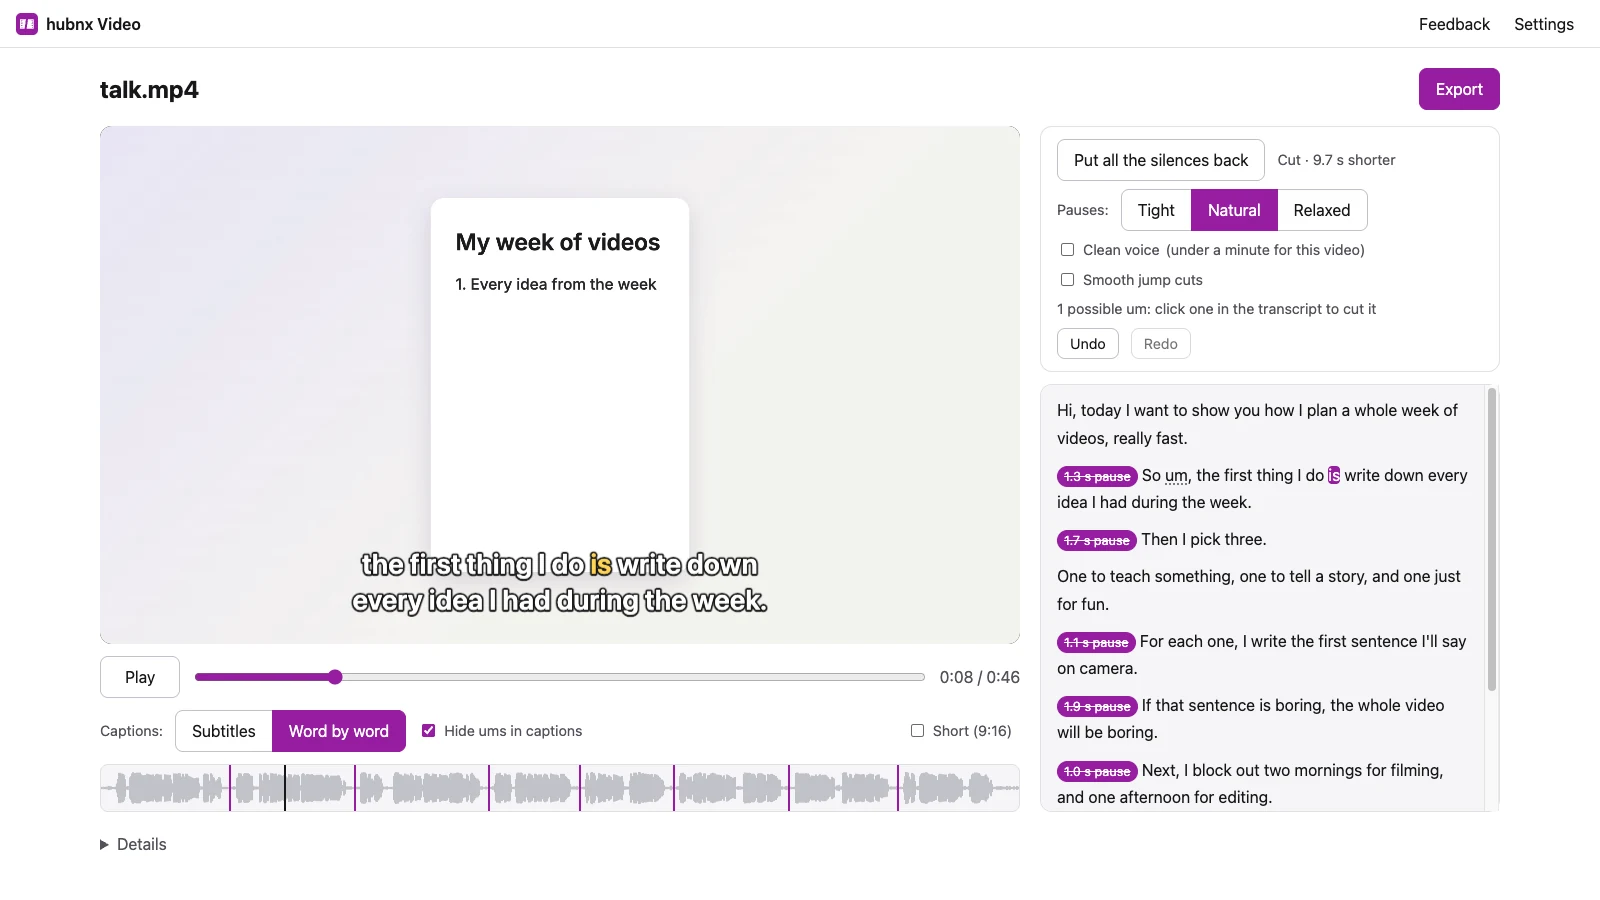 hubnx Video
Feedback
Settings
talk.mp4
Export
My week of videos
1. Every idea from the week
the first thing I do is write down
every idea I had during the week.
Play
0:08 / 0:46
Captions:
Subtitles
Word by word
Hide ums in captions
Short (9:16)
Details
Put all the silences back
Cut · 9.7 s shorter
Pauses:
Tight
Natural
Relaxed
Clean voice (under a minute for this video)
Smooth jump cuts
1 possible um: click one in the transcript to cut it
Undo
Redo
Hi, today I want to show you how I plan a whole week of
videos, really fast.
1.3 s pause So um, the first thing I do is write down every
idea I had during the week.
1.7 s pause Then I pick three.
One to teach something, one to tell a story, and one just
for fun.
1.1 s pause For each one, I write the first sentence I'll say
on camera.
1.9 s pause If that sentence is boring, the whole video
will be boring.
1.0 s pause Next, I block out two mornings for filming,
and one afternoon for editing.